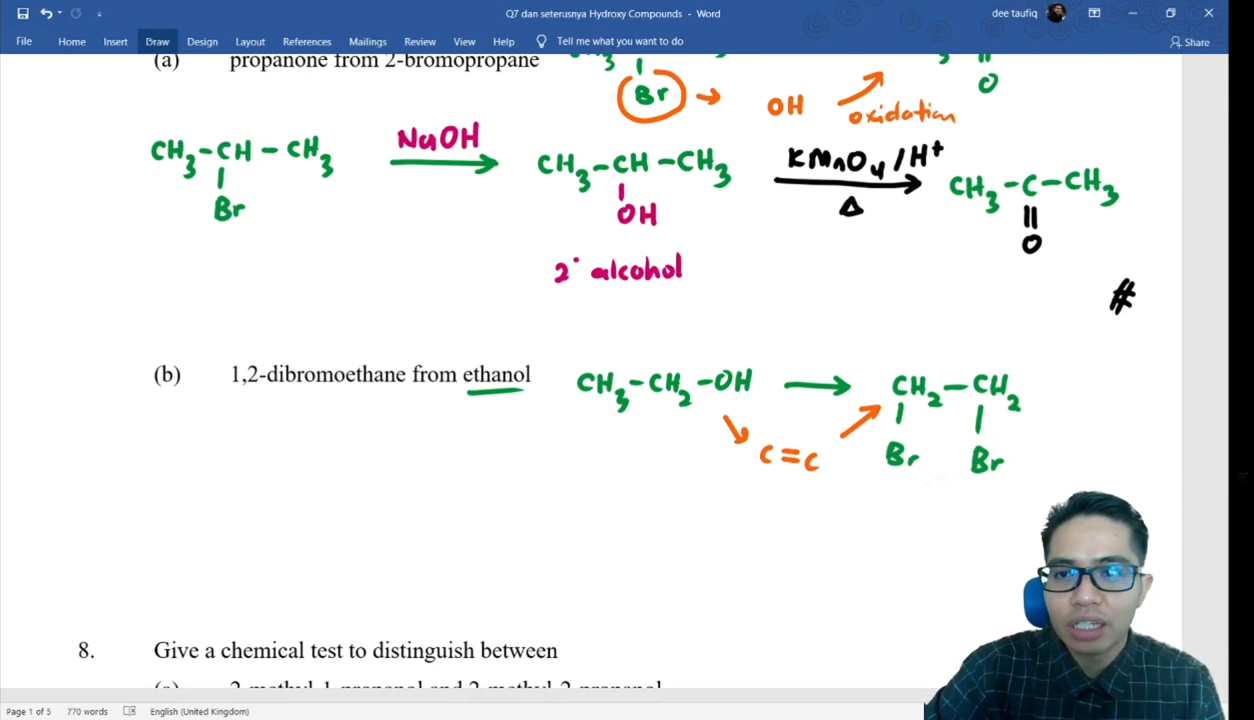 Q7 dan seterusnya Hydroxy Compounds - Word
dee taufiq
File Home Insert Draw Design Layout References Mailings Review View Help Tell me what you want to do Share
(a) propanone from 2-bromopropane
Br → OH oxidation O
CH3-CH-CH3 NaOH CH3-CH-CH3 KMnO4/H+ CH3-C-CH3
Br OH Δ O
2° alcohol
#
(b) 1,2-dibromoethane from ethanol CH3-CH2-OH → CH2-CH2
C=C Br Br
8. Give a chemical test to distinguish between
Page 1 of 5 770 words English (United Kingdom)